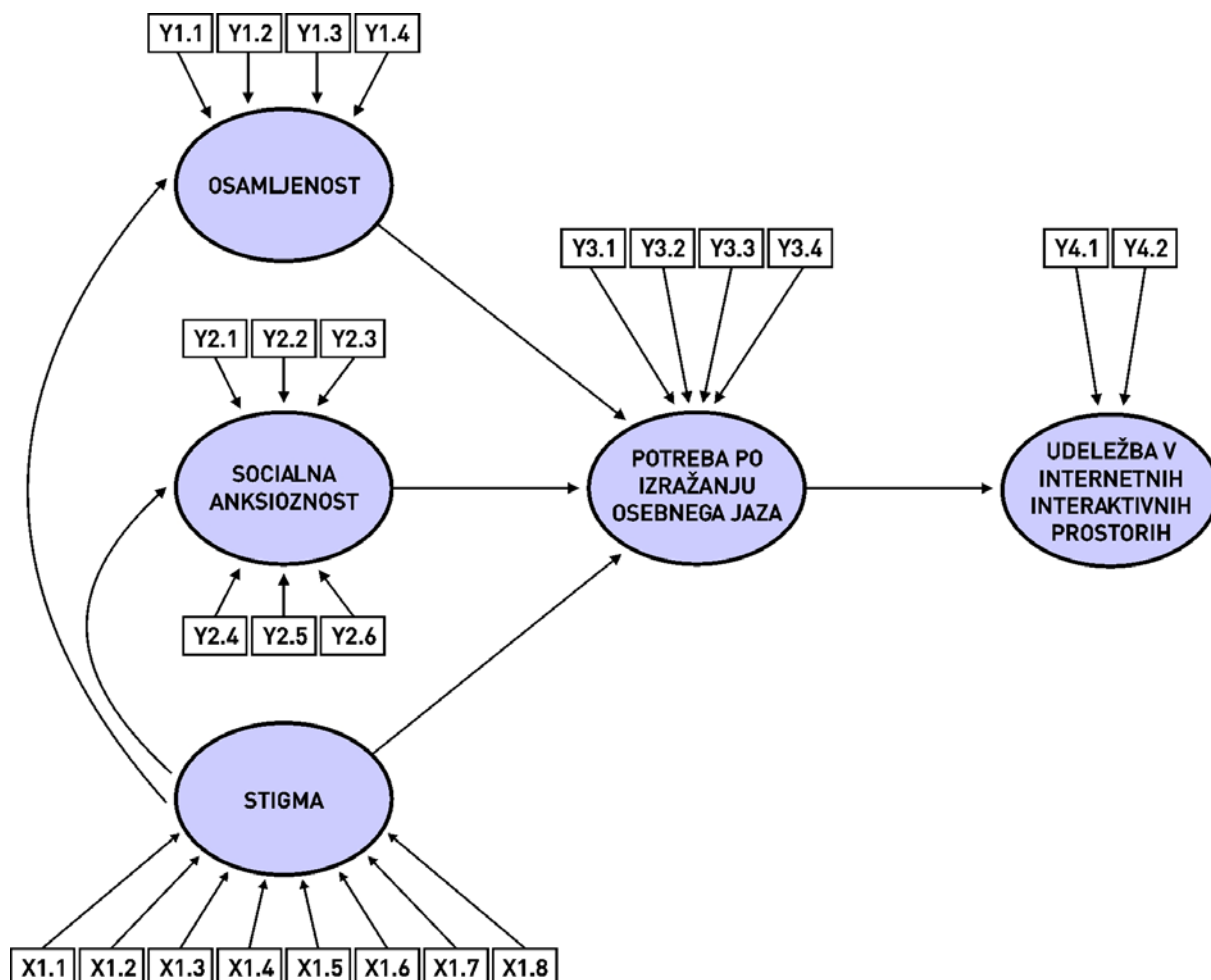 Y1.1 Y1.2 Y1.3 Y1.4
OSAMLJENOST
Y3.1 Y3.2 Y3.3 Y3.4
Y4.1 Y4.2
Y2.1 Y2.2 Y2.3
SOCIALNA
ANKSIOZNOST
POTREBA PO
IZRAŽANJU
OSEBNEGA JAZA
UDELEŽBA V
INTERNETNIH
INTERAKTIVNIH
PROSTORIH
Y2.4 Y2.5 Y2.6
STIGMA
X1.1 X1.2 X1.3 X1.4 X1.5 X1.6 X1.7 X1.8